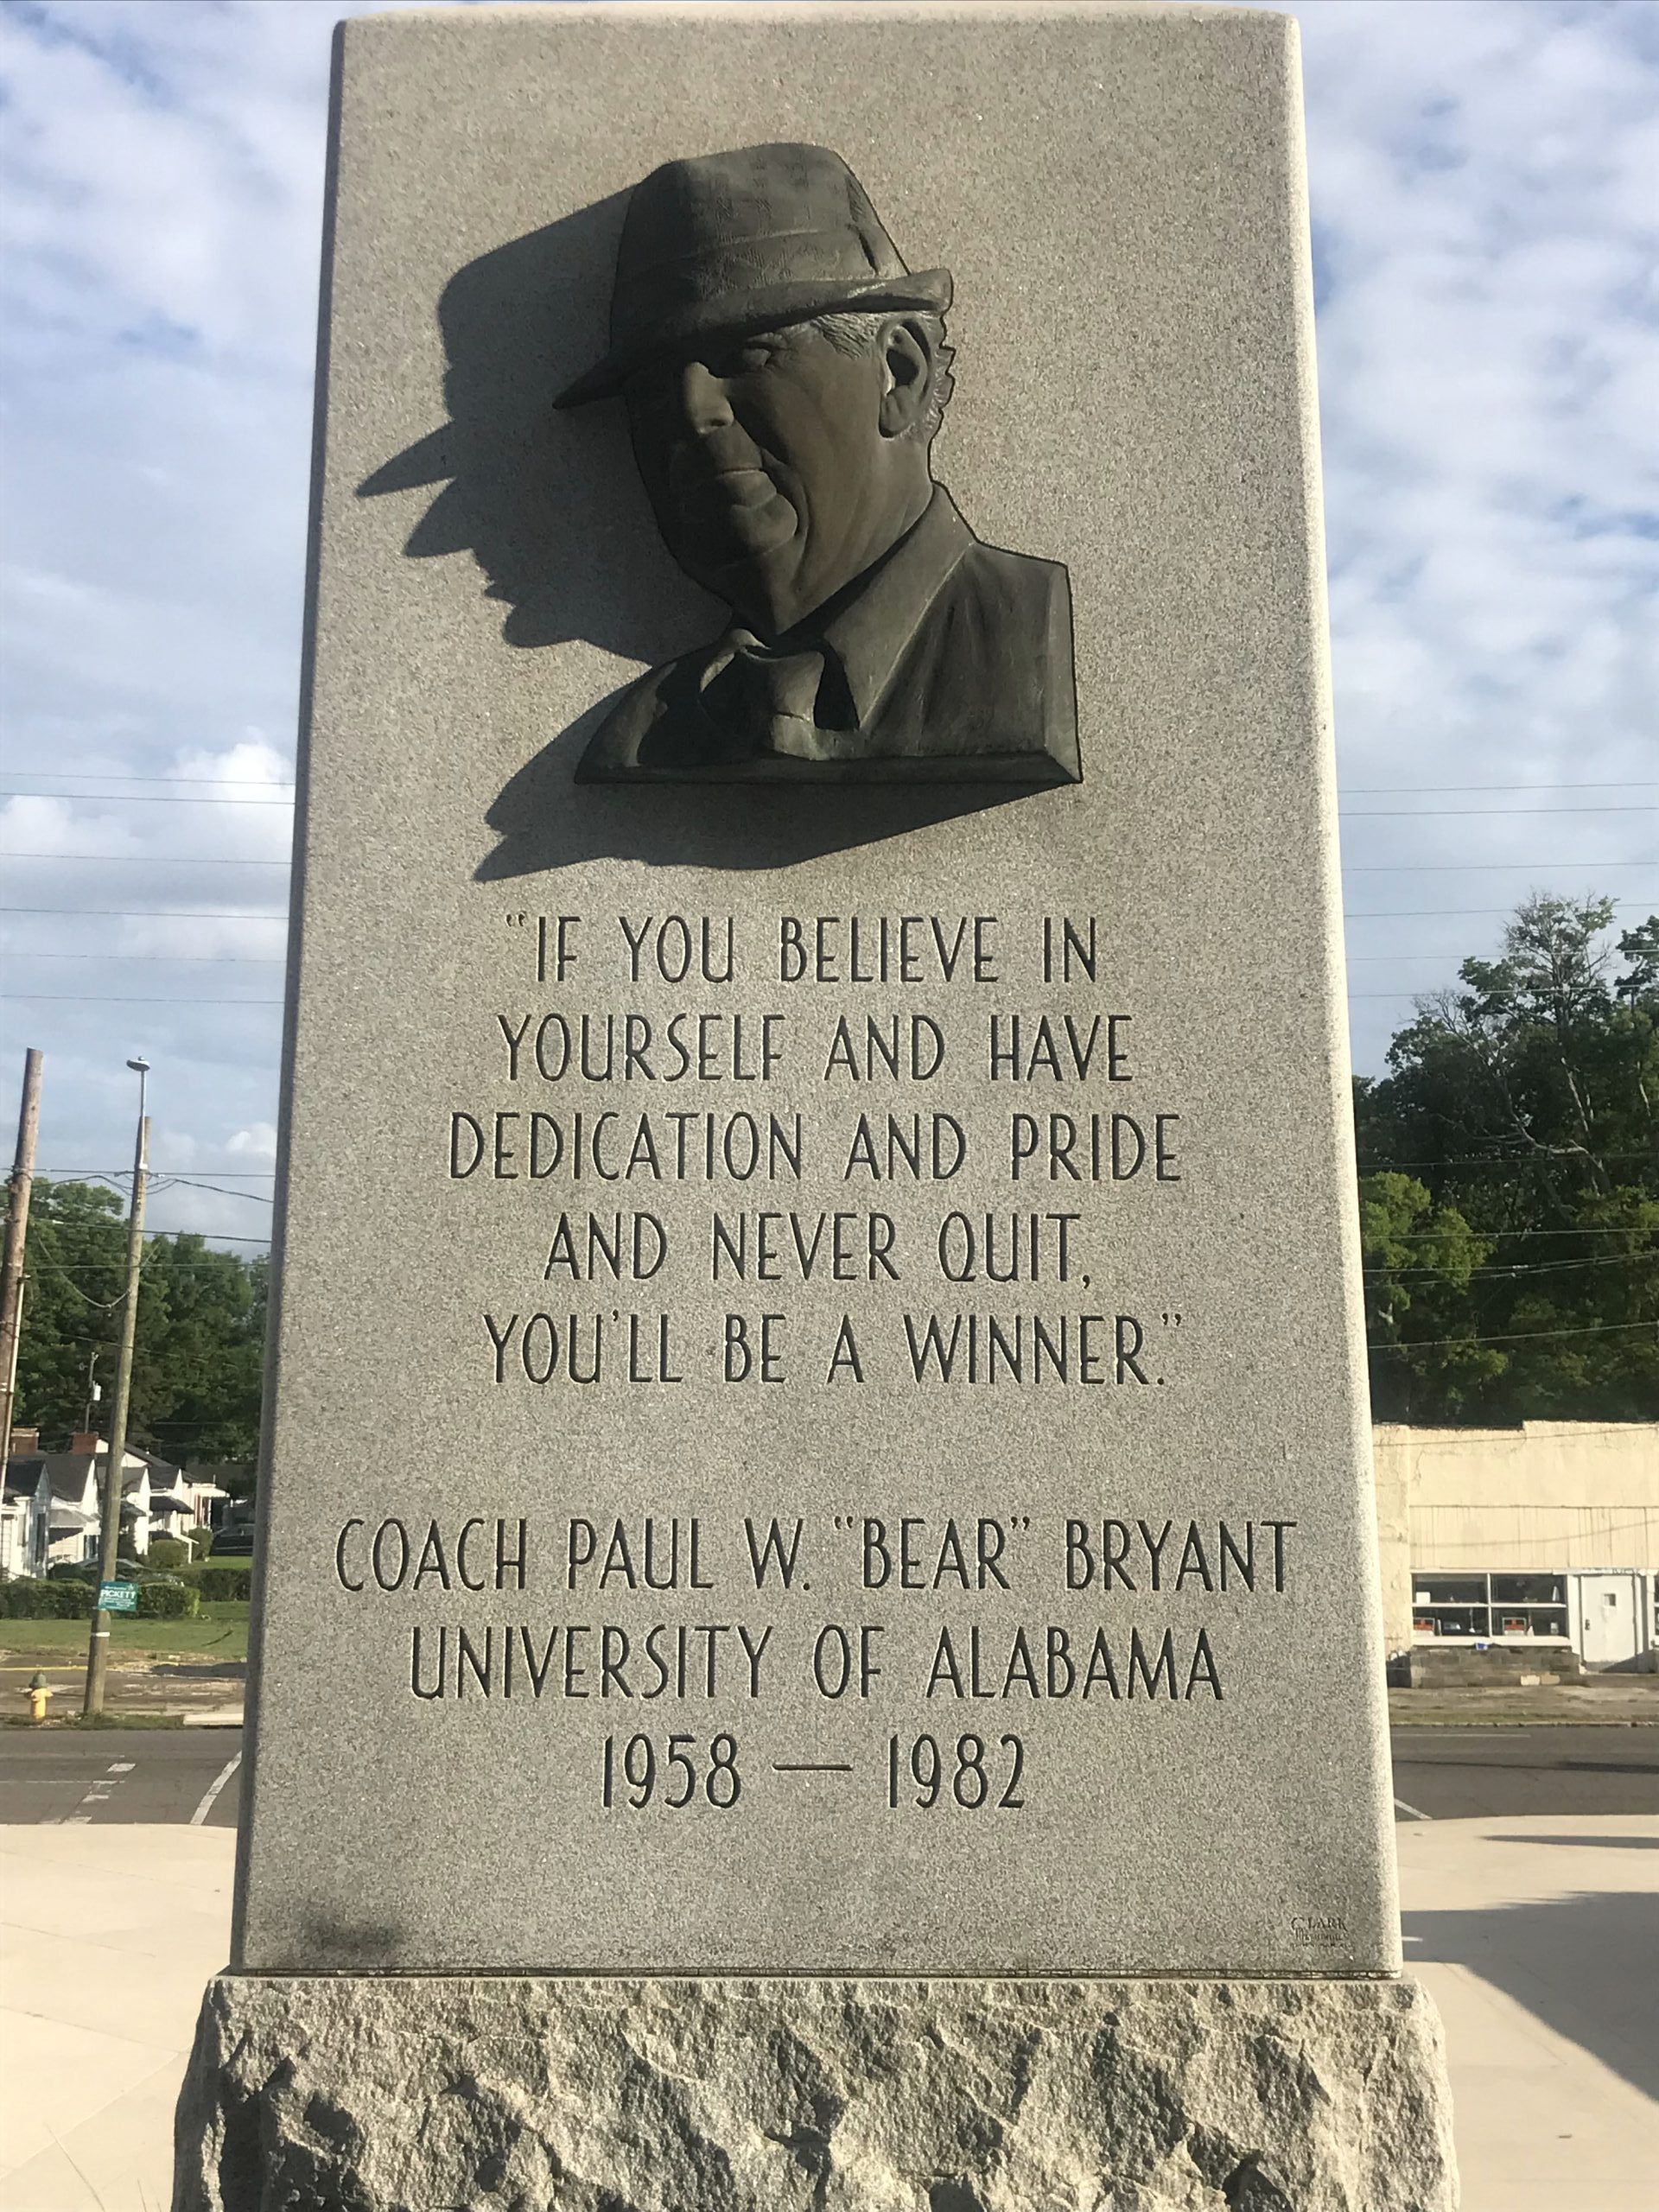 "IF YOU BELIEVE IN
YOURSELF AND HAVE
DEDICATION AND PRIDE
AND NEVER QUIT,
YOU'LL BE A WINNER."
COACH PAUL W. "BEAR" BRYANT
UNIVERSITY OF ALABAMA
1958 — 1982
CLARK
PICKETT